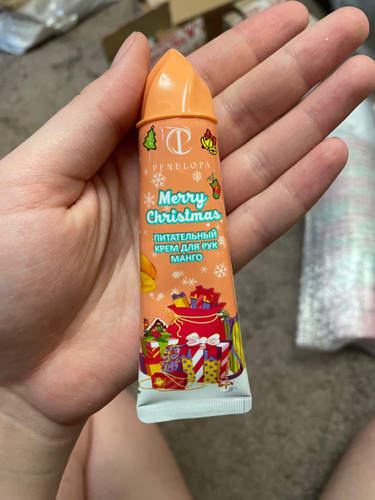 PENELOPA
Merry
Christmas
ПИТАТЕЛЬНЫЙ
КРЕМ ДЛЯ РУК
МАНГО